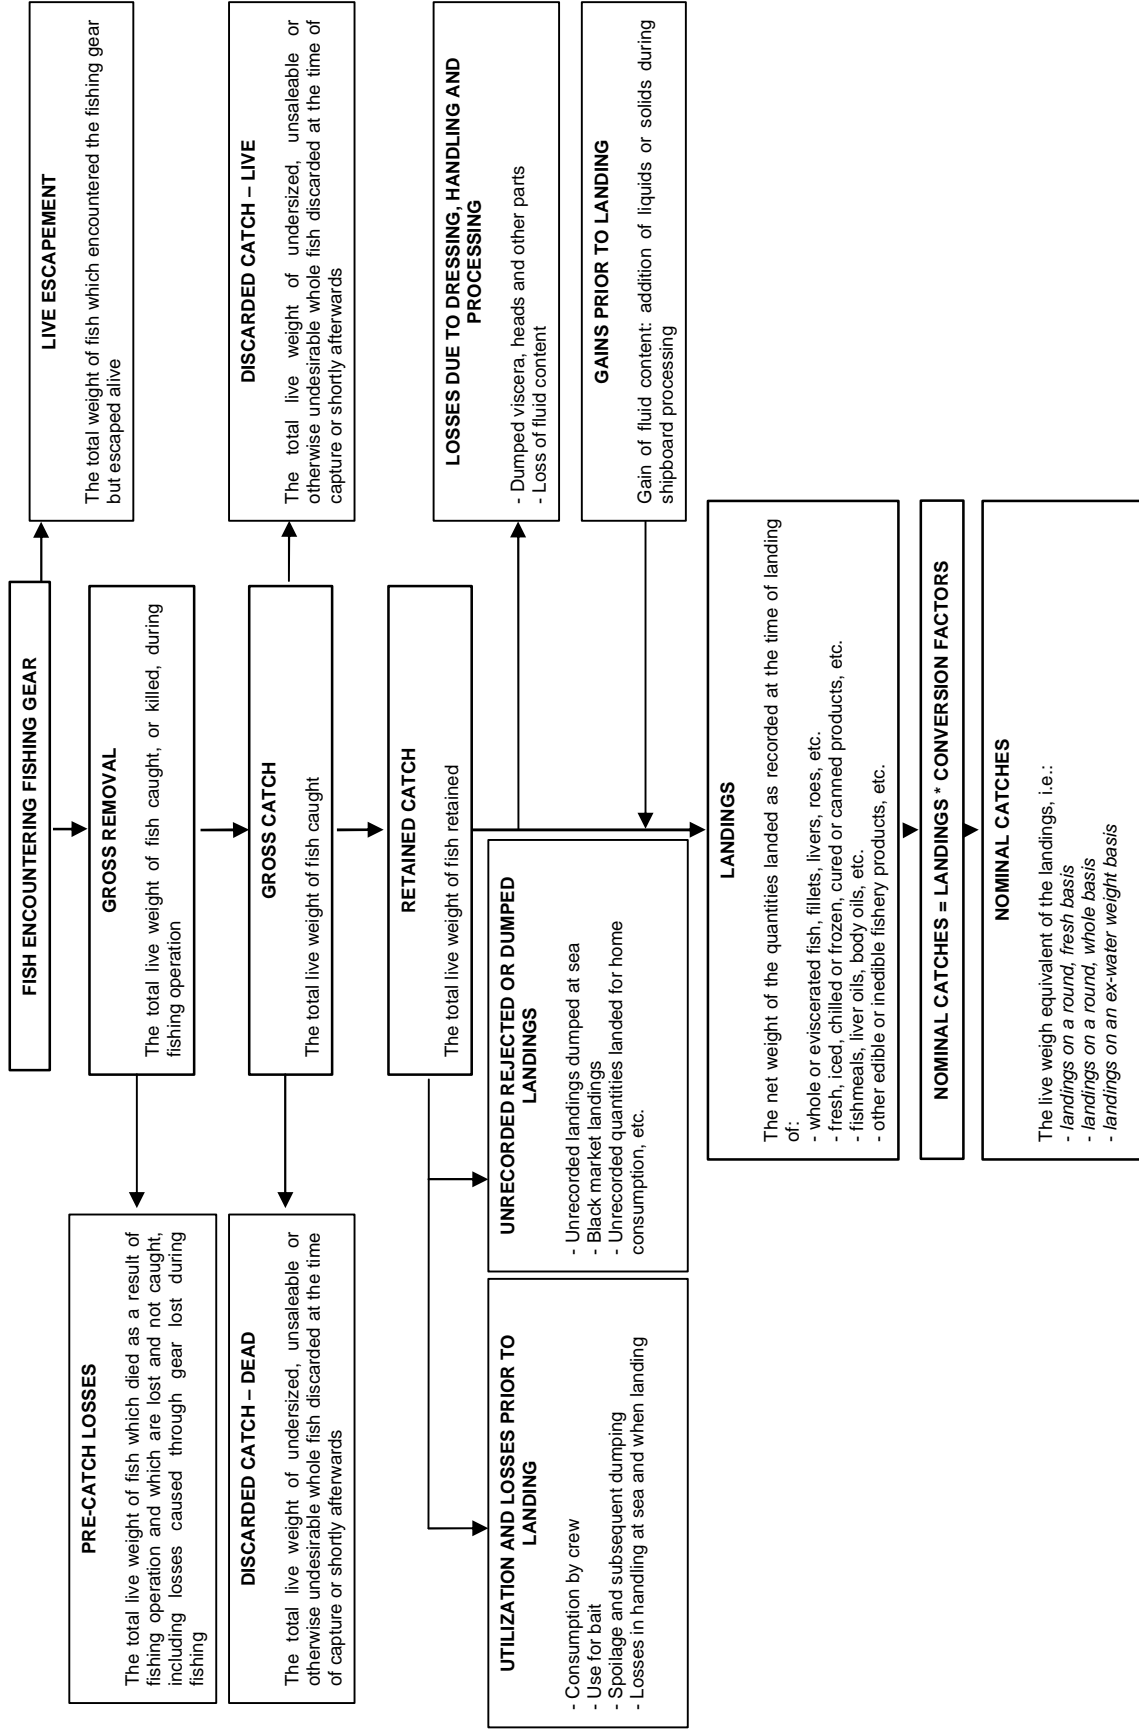 FISH ENCOUNTERING FISHING GEAR
LIVE ESCAPEMENT
The total weight of fish which encountered the fishing gear
but escaped alive
GROSS REMOVAL
The total live weight of fish caught, or killed, during
fishing operation
PRE-CATCH LOSSES
The total live weight of fish which died as a result of
fishing operation and which are lost and not caught,
including losses caused through gear lost during
fishing
GROSS CATCH
The total live weight of fish caught
DISCARDED CATCH – LIVE
The total live weight of undersized, unsaleable or
otherwise undesirable whole fish discarded at the time of
capture or shortly afterwards
DISCARDED CATCH – DEAD
The total live weight of undersized, unsaleable or
otherwise undesirable whole fish discarded at the time
of capture or shortly afterwards
RETAINED CATCH
The total live weight of fish retained
LOSSES DUE TO DRESSING, HANDLING AND
PROCESSING
- Dumped viscera, heads and other parts
- Loss of fluid content
UTILIZATION AND LOSSES PRIOR TO
LANDING
- Consumption by crew
- Use for bait
- Spoilage and subsequent dumping
- Losses in handling at sea and when landing
UNRECORDED REJECTED OR DUMPED
LANDINGS
- Unrecorded landings dumped at sea
- Black market landings
- Unrecorded quantities landed for home
consumption, etc.
GAINS PRIOR TO LANDING
Gain of fluid content: addition of liquids or solids during
shipboard processing
LANDINGS
The net weight of the quantities landed as recorded at the time of landing
of:
- whole or eviscerated fish, fillets, livers, roes, etc.
- fresh, iced, chilled or frozen, cured or canned products, etc.
- fishmeals, liver oils, body oils, etc.
- other edible or inedible fishery products, etc.
NOMINAL CATCHES = LANDINGS * CONVERSION FACTORS
NOMINAL CATCHES
The live weigh equivalent of the landings, i.e.:
- landings on a round, fresh basis
- landings on a round, whole basis
- landings on an ex-water weight basis